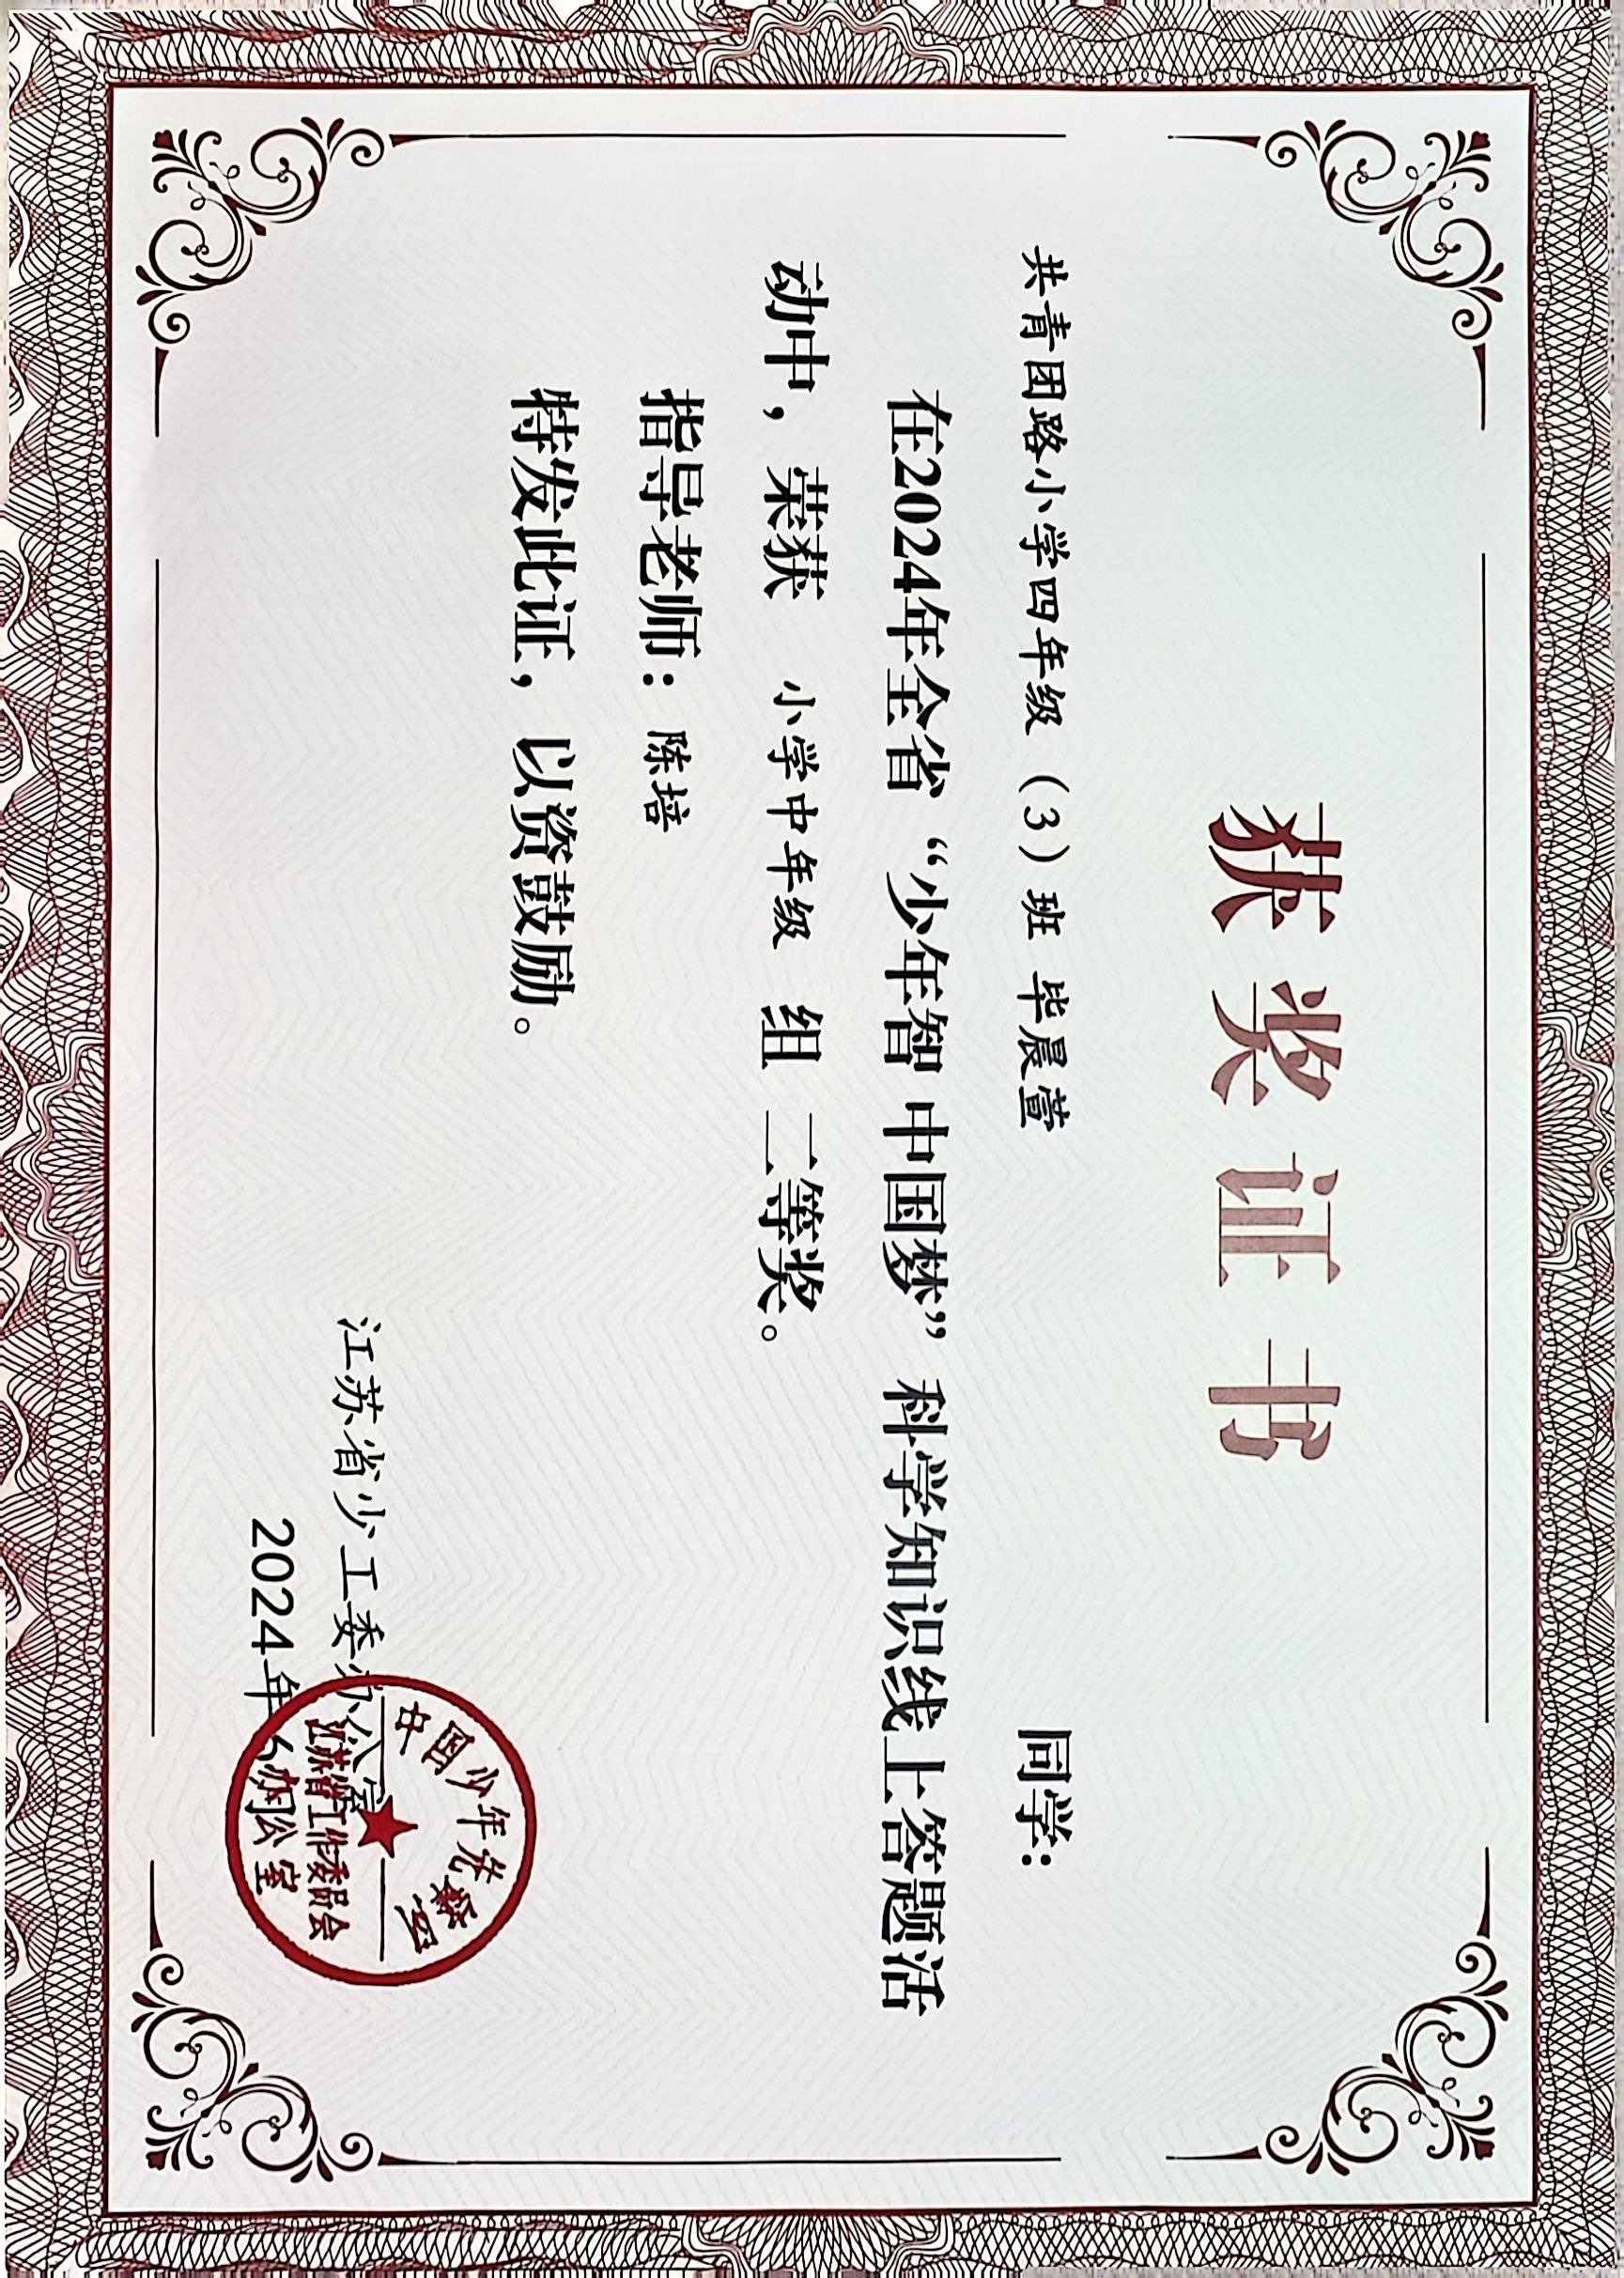 获奖证书
共青团路小学四年级（3）班 毕晨萱 同学：
在2024年全省“少年智 中国梦”科学知识线上答题活
动中，荣获 小学中年级 组 二等奖。
指导老师：陈培
特发此证，以资鼓励。
江苏省少工委办公室
2024年6月
中国少年先锋队
江苏省工作委员会
办公室